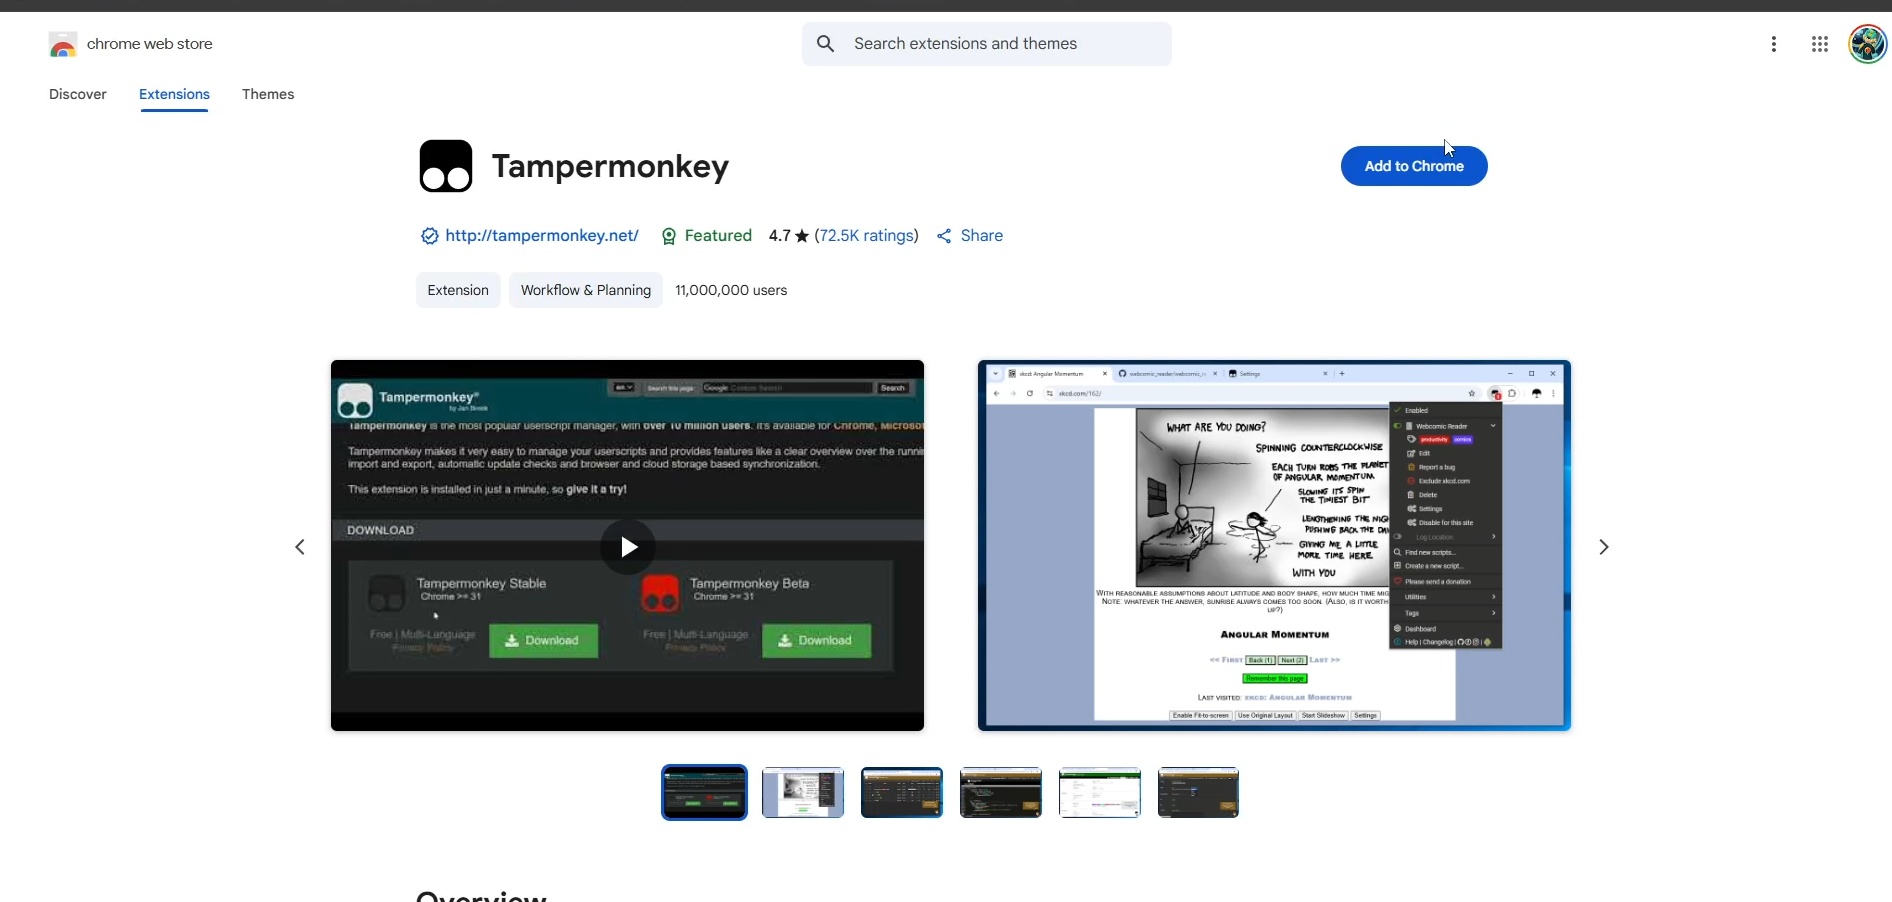 chrome web store
Search extensions and themes
Discover
Extensions
Themes
Tampermonkey
Add to Chrome
http://tampermonkey.net/
Featured
4.7 ★ (72.5K ratings)
Share
Extension
Workflow & Planning
11,000,000 users
Tampermonkey®
by Jan Biniok
en
Search this page:
Google Custom Search
Search
Tampermonkey is the most popular userscript manager, with over 10 million users. It's available for Chrome, Microsof
Tampermonkey makes it very easy to manage your userscripts and provides features like a clear overview over the runnin
import and export, automatic update checks and browser and cloud storage based synchronization.
This extension is installed in just a minute, so give it a try!
DOWNLOAD
Tampermonkey Stable
Chrome >= 31
Free | Multi-Language
Privacy Policy
Download
Tampermonkey Beta
Chrome >= 31
Free | Multi-Language
Privacy Policy
Download
xkcd: Angular Momentum
Settings
xkcd.com/162/
WHAT ARE YOU DOING?
SPINNING COUNTERCLOCKWISE
EACH TURN ROBS THE PLANET
OF ANGULAR MOMENTUM
SLOWING ITS SPIN
THE TINIEST BIT
LENGTHENING THE NIG
PUSHING BACK THE DA
GIVING ME A LITTLE
MORE TIME HERE
WITH YOU
Enabled
Webcomic Reader
productivity
comics
Edit
Report a bug
Exclude xkcd.com
Delete
Settings
Disable for this site
Log Location
Find new scripts...
Create a new script...
Please send a donation
Utilities
Tags
Dashboard
Help | Changelog |
WITH REASONABLE ASSUMPTIONS ABOUT LATITUDE AND BODY SHAPE, HOW MUCH TIME MIG
NOTE: WHATEVER THE ANSWER, SUNRISE ALWAYS COMES TOO SOON. (ALSO, IS IT WORTH
UP?)
ANGULAR MOMENTUM
<< FIRST
Back (1)
Next (2)
LAST >>
Remember this page
LAST VISITED: XKCD: ANGULAR MOMENTUM
Enable Fit-to-screen
Use Original Layout
Start Slideshow
Settings
Overview